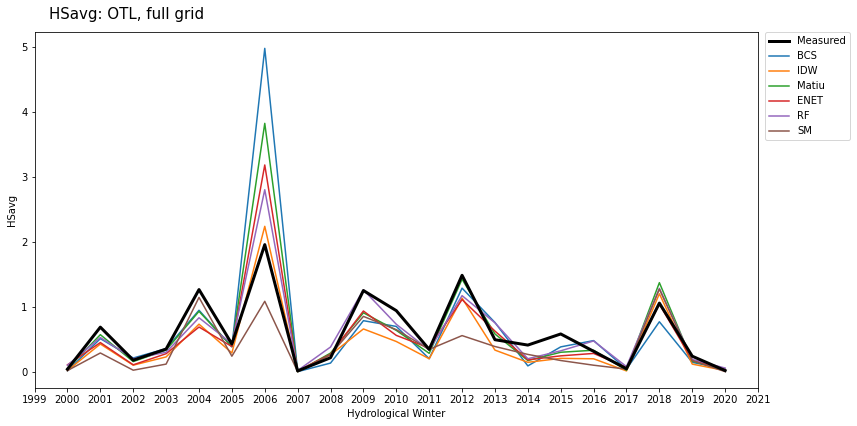 HSavg: OTL, full grid
Measured
BCS
IDW
Matiu
ENET
RF
SM
5
4
3
2
1
0
HSavg
1999 2000 2001 2002 2003 2004 2005 2006 2007 2008 2009 2010 2011 2012 2013 2014 2015 2016 2017 2018 2019 2020 2021
Hydrological Winter